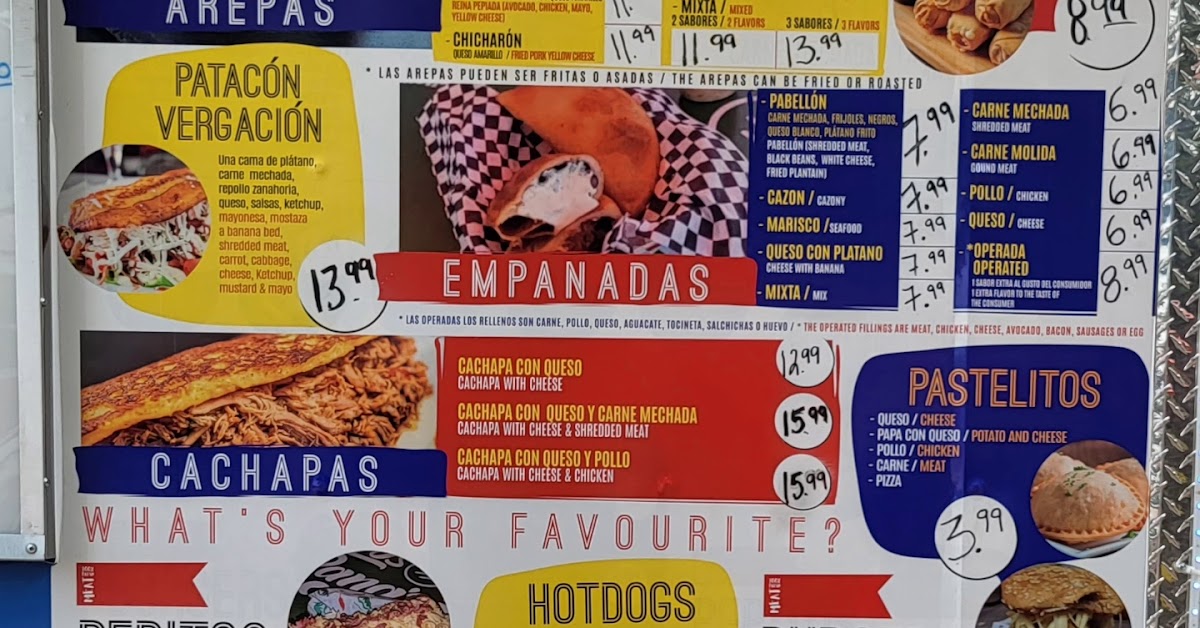 AREPAS
REINA PEPIADA (AVOCADO, CHICKEN, MAYO,
YELLOW CHEESE)
- CHICHARÓN
QUESO AMARILLO / FRIED PORK YELLOW CHEESE
11.99
- MIXTA / MIXED
2 SABORES / 2 FLAVORS
3 SABORES / 3 FLAVORS
11.99
13.99
8.99
* LAS AREPAS PUEDEN SER FRITAS O ASADAS / THE AREPAS CAN BE FRIED OR ROASTED
PATACÓN
VERGACIÓN
Una cama de plátano,
carne mechada,
repollo zanahoria,
queso, salsas, ketchup,
mayonesa, mostaza
a banana bed,
shredded meat,
carrot, cabbage,
cheese, Ketchup,
mustard & mayo
13.99
EMPANADAS
- PABELLÓN
CARNE MECHADA, FRIJOLES, NEGROS,
QUESO BLANCO, PLÁTANO FRITO
PABELLÓN (SHREDDED MEAT,
BLACK BEANS, WHITE CHEESE,
FRIED PLANTAIN)
7.99
- CAZON / CAZONY
7.99
- MARISCO / SEAFOOD
7.99
- QUESO CON PLATANO
CHEESE WITH BANANA
7.99
- MIXTA / MIX
7.99
- CARNE MECHADA
SHREDDED MEAT
6.99
- CARNE MOLIDA
GOUND MEAT
6.99
- POLLO / CHICKEN
6.99
- QUESO / CHEESE
6.99
*OPERADA
OPERATED
1 SABOR EXTRA AL GUSTO DEL CONSUMIDOR
1 EXTRA FLAVOR TO THE TASTE OF
THE CONSUMER
8.99
* LAS OPERADAS LOS RELLENOS SON CARNE, POLLO, QUESO, AGUACATE, TOCINETA, SALCHICHAS O HUEVO / * THE OPERATED FILLINGS ARE MEAT, CHICKEN, CHEESE, AVOCADO, BACON, SAUSAGES OR EGG
CACHAPAS
CACHAPA CON QUESO
CACHAPA WITH CHEESE
12.99
CACHAPA CON QUESO Y CARNE MECHADA
CACHAPA WITH CHEESE & SHREDDED MEAT
15.99
CACHAPA CON QUESO Y POLLO
CACHAPA WITH CHEESE & CHICKEN
15.99
PASTELITOS
- QUESO / CHEESE
- PAPA CON QUESO / POTATO AND CHEESE
- POLLO / CHICKEN
- CARNE / MEAT
- PIZZA
3.99
WHAT'S YOUR FAVOURITE?
HOTDOGS